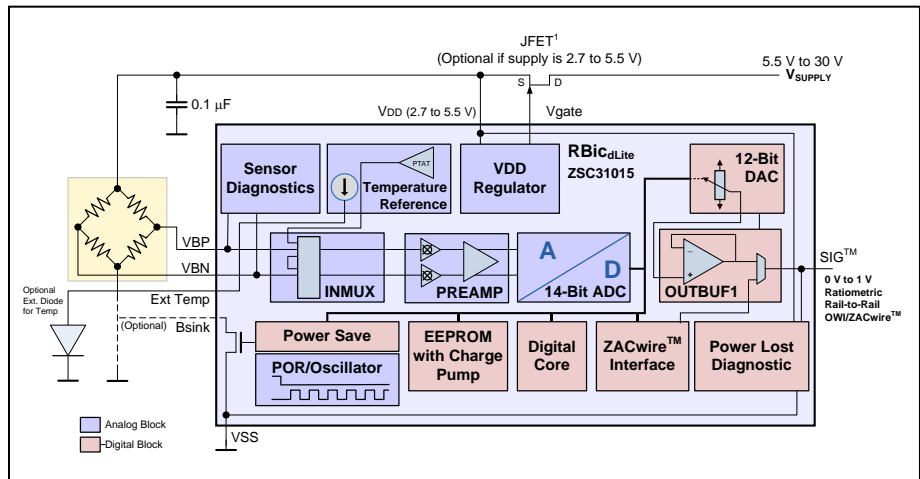 JFET1
(Optional if supply is 2.7 to 5.5 V)
5.5 V to 30 V
VSUPPLY
S
D
0.1 µF
VDD (2.7 to 5.5 V)
Vgate
Sensor
Diagnostics
PTAT
Temperature
Reference
VDD
Regulator
RBicdLite
ZSC31015
12-Bit
DAC
VBP
VBN
INMUX
PREAMP
A
D
14-Bit ADC
OUTBUF1
SIG™
0 V to 1 V
Ratiometric
Rail-to-Rail
OWI/ZACwire™
Optional
Ext. Diode
for Temp
Ext Temp
(Optional)
Bsink
Power Save
POR/Oscillator
EEPROM
with Charge
Pump
Digital
Core
ZACwire™
Interface
Power Lost
Diagnostic
Analog Block
Digital Block
VSS